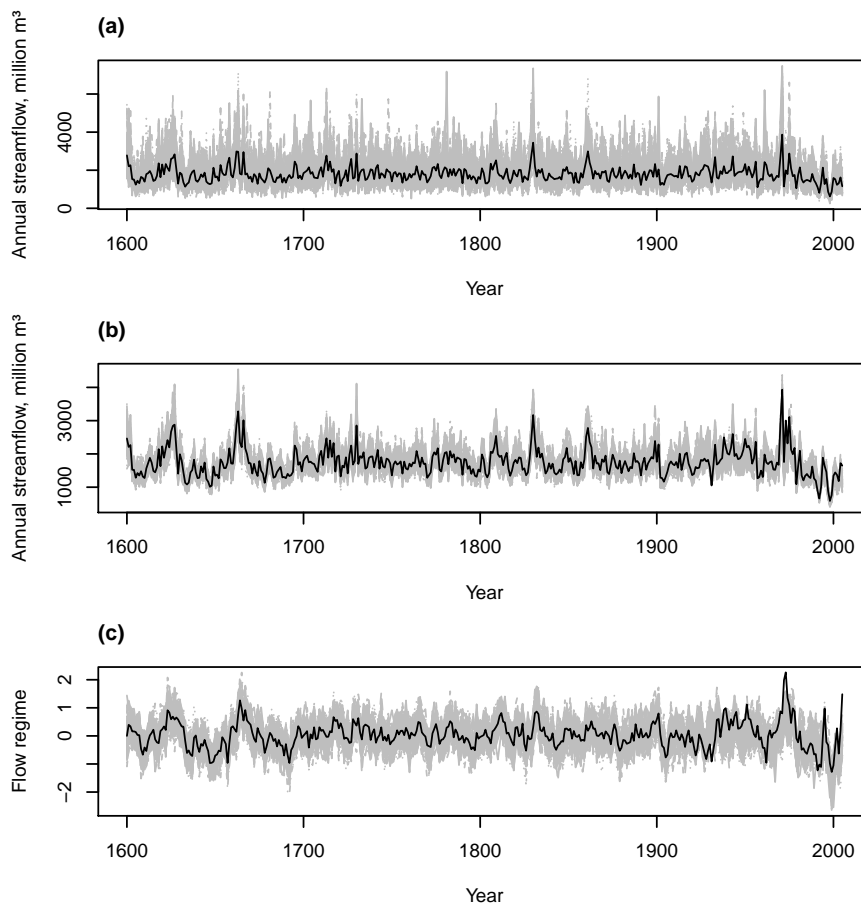 (a)
Annual streamflow, million m³
4000
0
1600 1700 1800 1900 2000
Year
(b)
Annual streamflow, million m³
3000
1000
1600 1700 1800 1900 2000
Year
(c)
Flow regime
2
1
0
−2
1600 1700 1800 1900 2000
Year